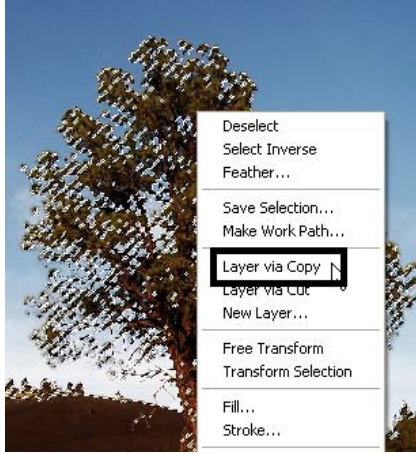 Deselect
Select Inverse
Feather...
Save Selection...
Make Work Path...
Layer via Copy
Layer via Cut
New Layer...
Free Transform
Transform Selection
Fill...
Stroke...